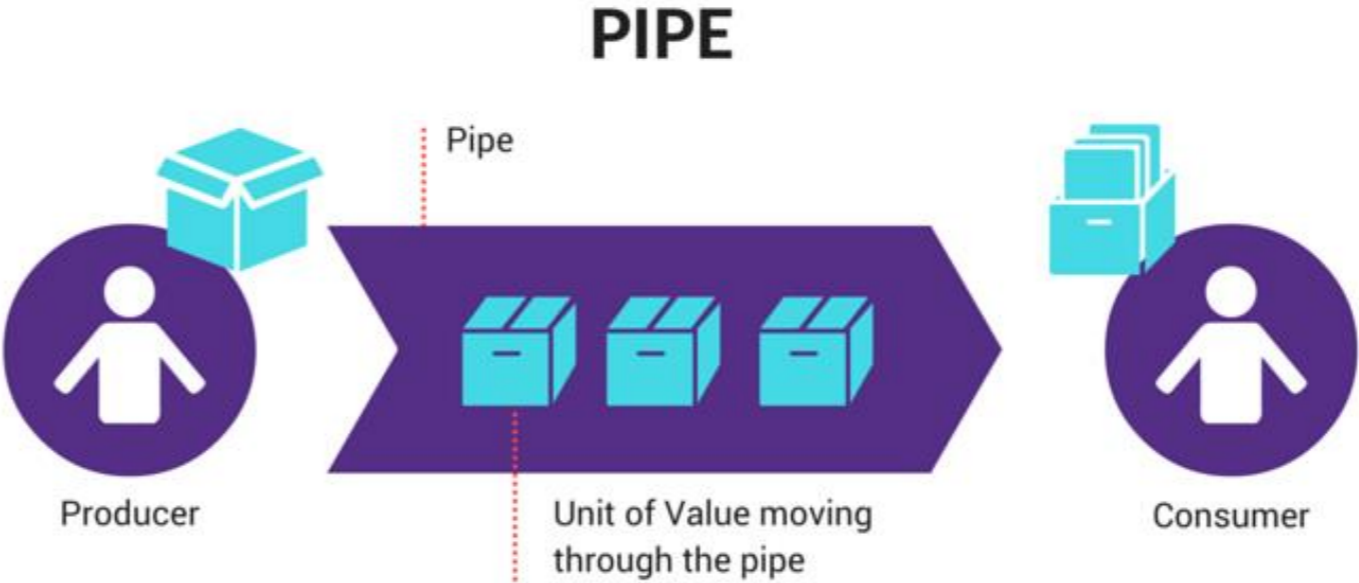 PIPE
Pipe
Producer
Unit of Value moving
through the pipe
Consumer